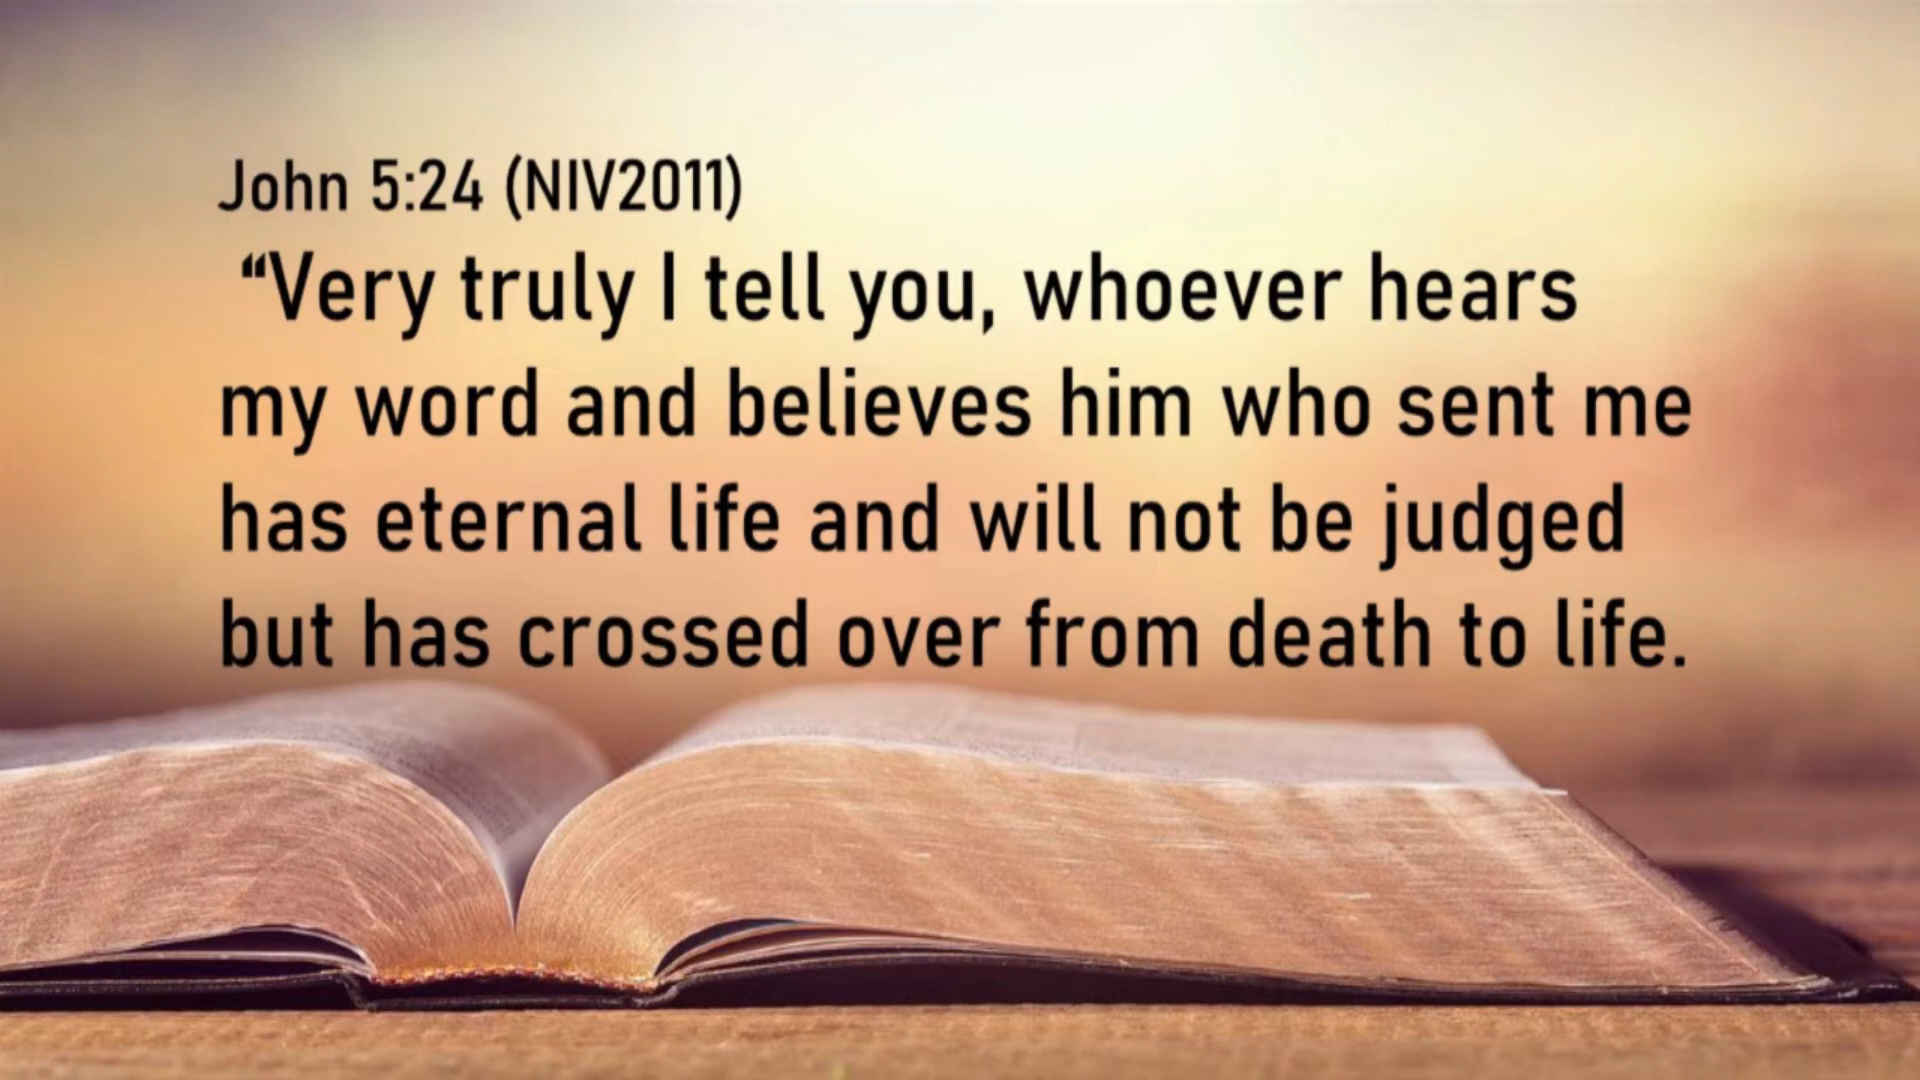 John 5:24 (NIV2011)
“Very truly I tell you, whoever hears
my word and believes him who sent me
has eternal life and will not be judged
but has crossed over from death to life.